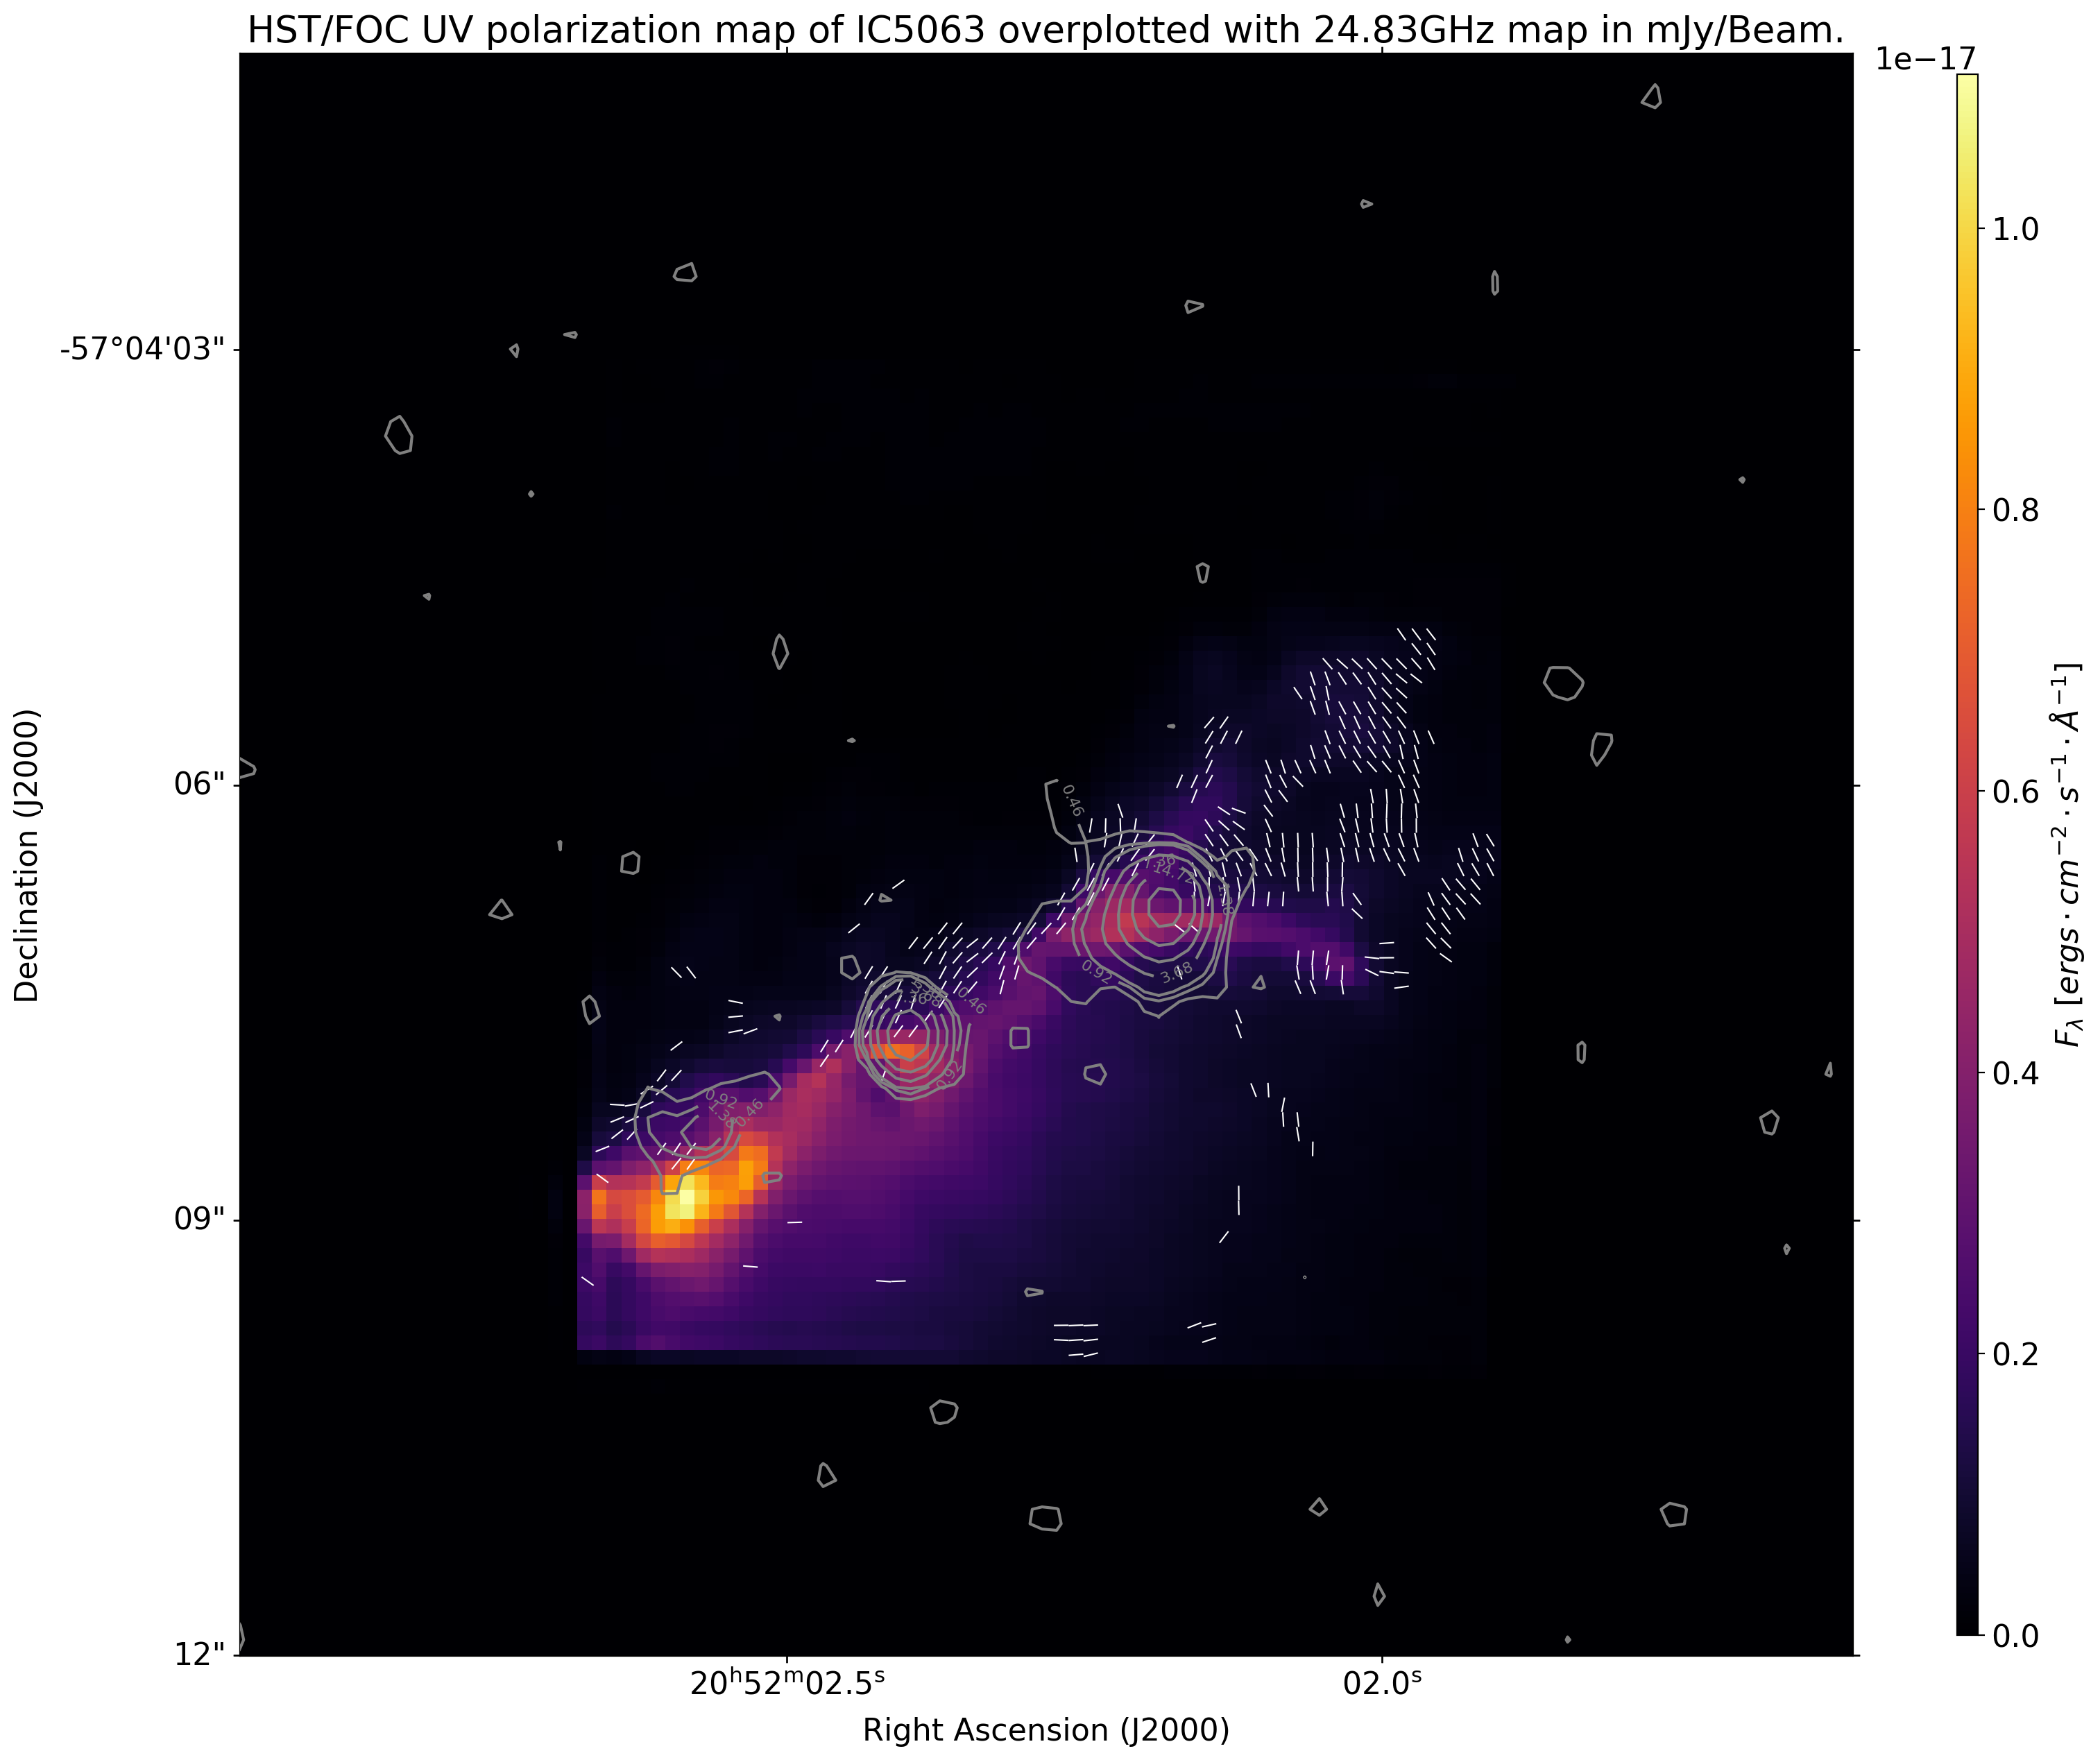 HST/FOC UV polarization map of IC5063 overplotted with 24.83GHz map in mJy/Beam.
1e−17
1.0
0.8
0.6
0.4
0.2
0.0
F_λ [ergs · cm⁻² · s⁻¹ · Å⁻¹]
-57°04'03"
06"
09"
12"
Declination (J2000)
0.46
14.72
0.92
3.68
0.46
0.92
0.92
0.46
20ʰ52ᵐ02.5ˢ
02.0ˢ
Right Ascension (J2000)